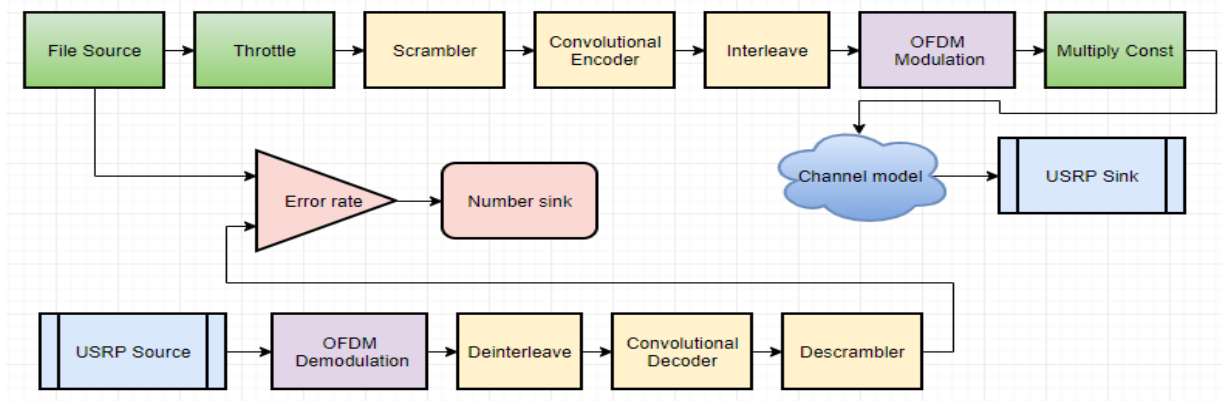 File Source
Throttle
Scrambler
Convolutional
Encoder
Interleave
OFDM
Modulation
Multiply Const
Channel model
USRP Sink
Error rate
Number sink
USRP Source
OFDM
Demodulation
Deinterleave
Convolutional
Decoder
Descrambler